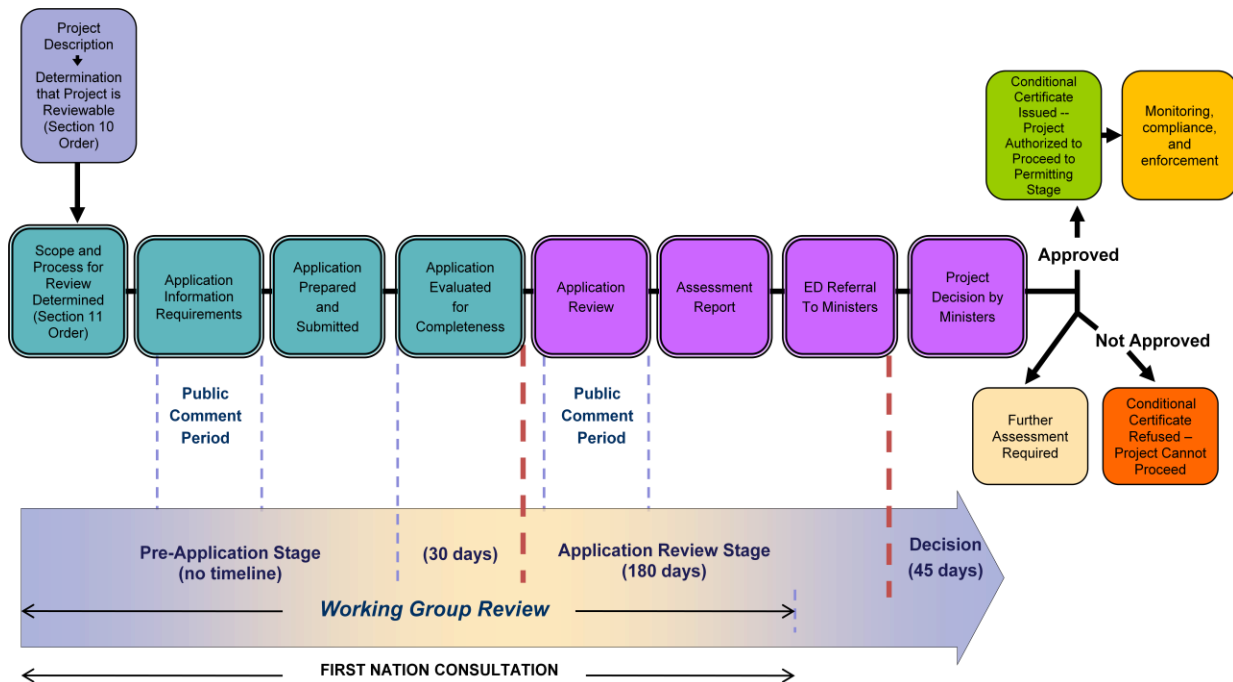 Project
Description
Determination
that Project is
Reviewable
(Section 10
Order)
Conditional
Certificate
Issued --
Project
Authorized to
Proceed to
Permitting
Stage
Monitoring,
compliance,
and
enforcement
Approved
Scope and
Process for
Review
Determined
(Section 11
Order)
Application
Information
Requirements
Application
Prepared
and
Submitted
Application
Evaluated
for
Completeness
Application
Review
Assessment
Report
ED Referral
To Ministers
Project
Decision by
Ministers
Not Approved
Public
Comment
Period
Public
Comment
Period
Further
Assessment
Required
Conditional
Certificate
Refused –
Project Cannot
Proceed
Pre-Application Stage
(no timeline)
(30 days)
Application Review Stage
(180 days)
Decision
(45 days)
Working Group Review
FIRST NATION CONSULTATION